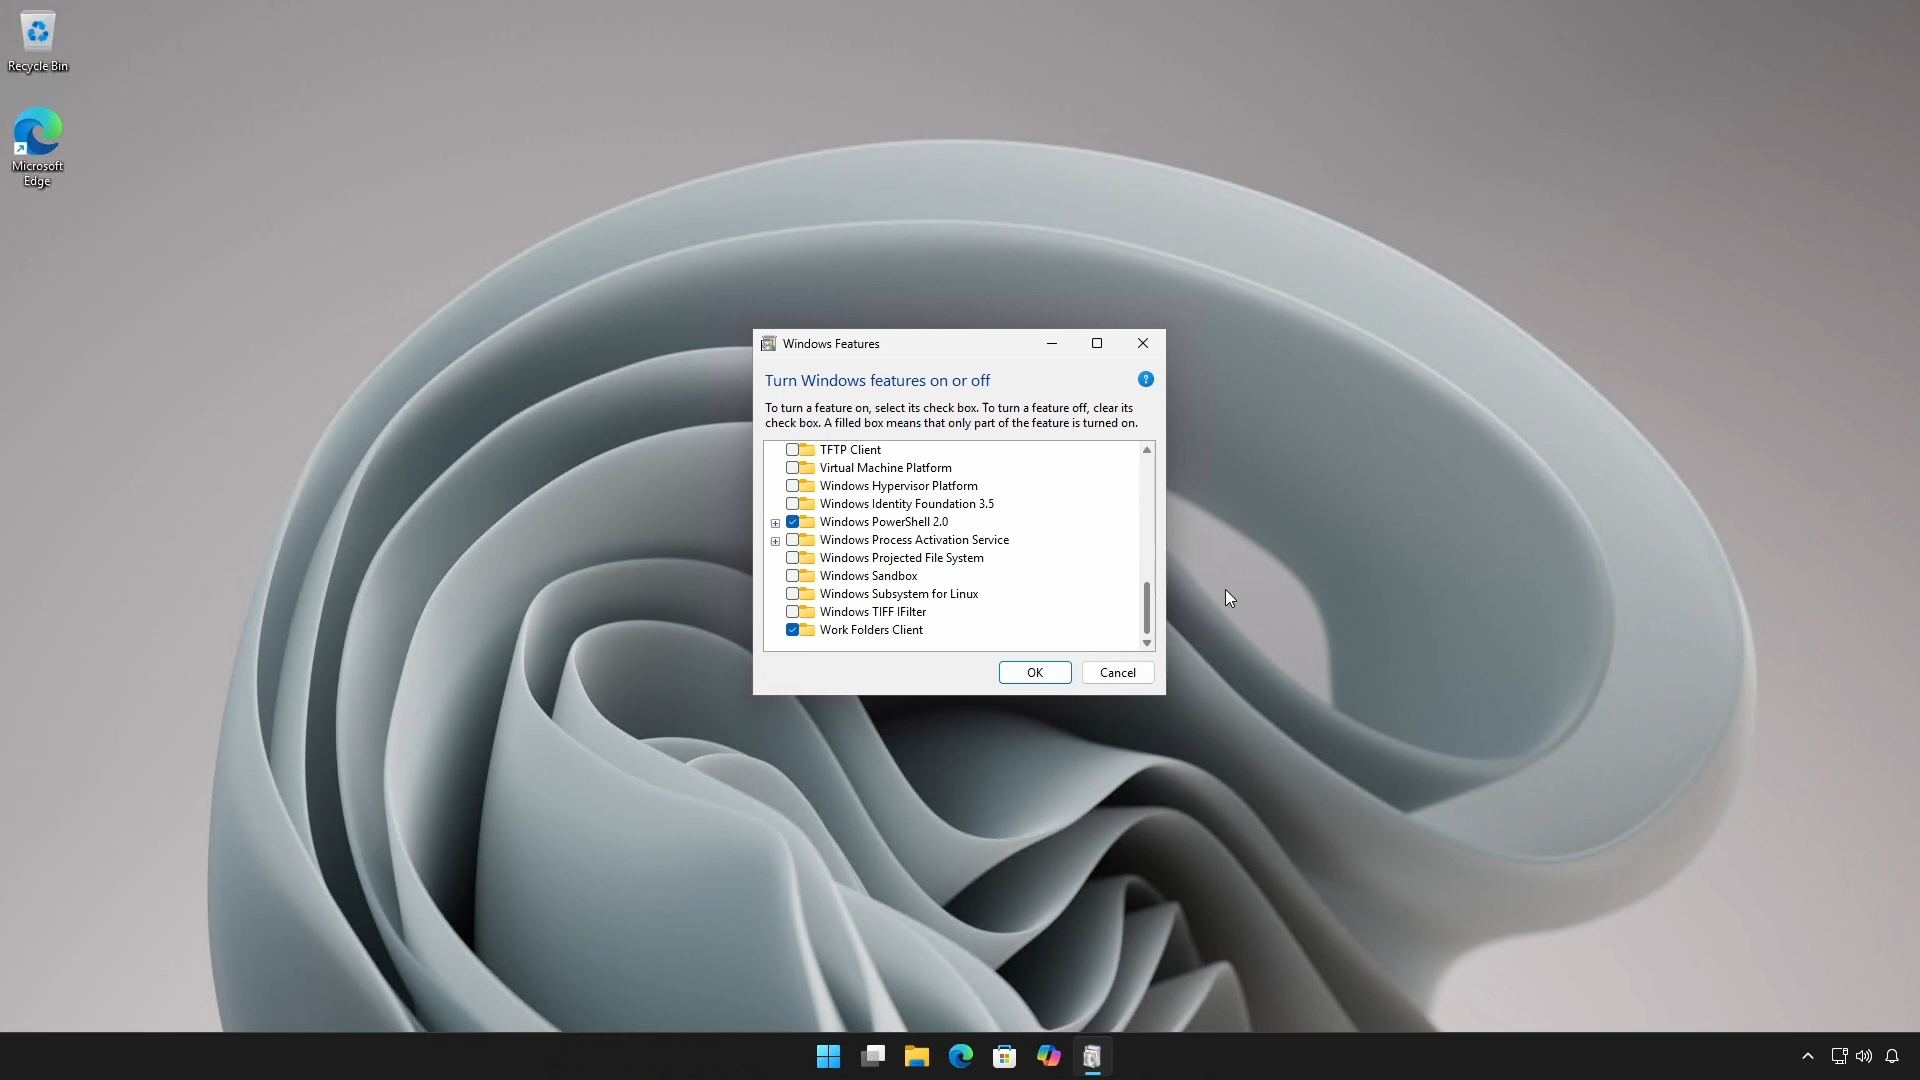 Recycle Bin
Microsoft
Edge
Windows Features
Turn Windows features on or off
?
To turn a feature on, select its check box. To turn a feature off, clear its
check box. A filled box means that only part of the feature is turned on.
TFTP Client
Virtual Machine Platform
Windows Hypervisor Platform
Windows Identity Foundation 3.5
Windows PowerShell 2.0
Windows Process Activation Service
Windows Projected File System
Windows Sandbox
Windows Subsystem for Linux
Windows TIFF IFilter
Work Folders Client
OK
Cancel